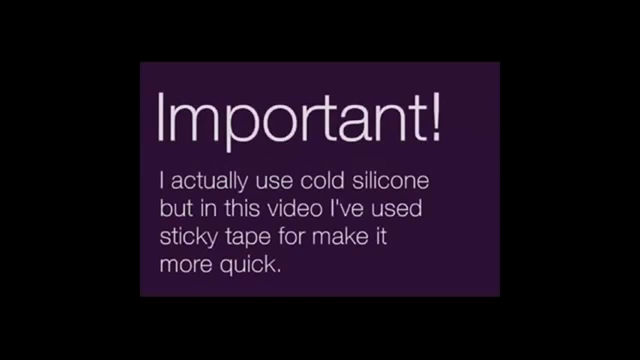 Important!
I actually use cold silicone
but in this video I've used
sticky tape for make it
more quick.